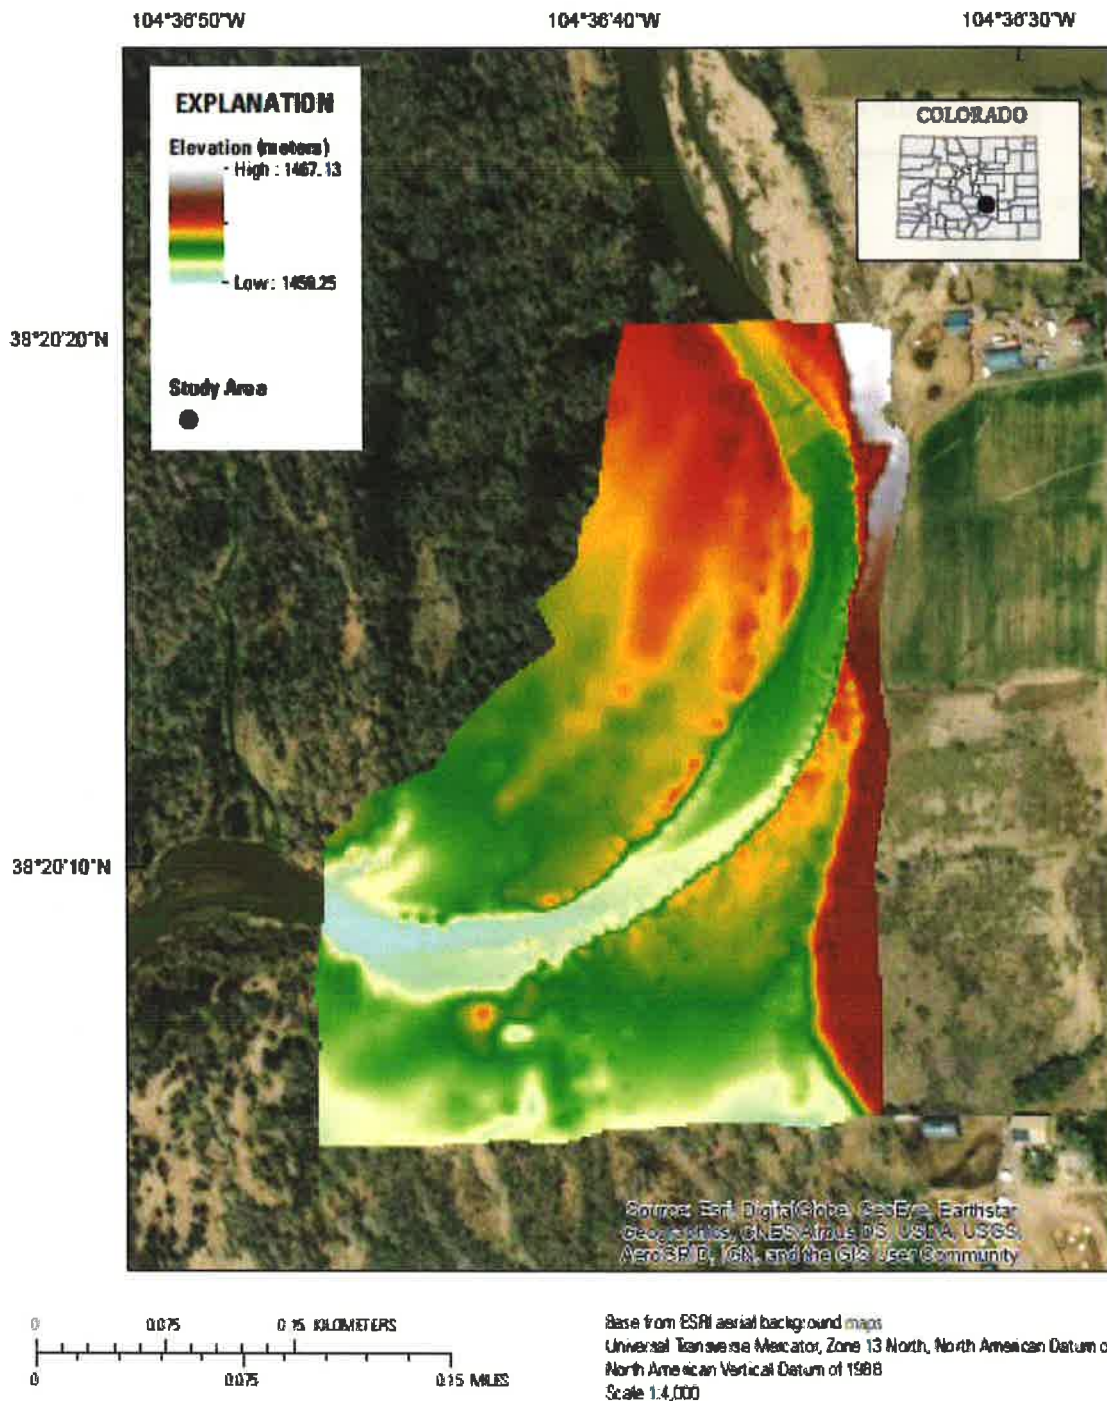 104°36'50"W
104°36'40"W
104°36'30"W
EXPLANATION
Elevation (meters)
High : 1467.13
Low : 1456.25
Study Area
COLORADO
38°20'20"N
38°20'10"N
Source: Esri, DigitalGlobe, GeoEye, Earthstar
Geographics, CNES/Airbus DS, USDA, USGS,
AeroGRID, IGN, and the GIS User Community
0 0.075 0.15 KILOMETERS
0 0.075 0.15 MILES
Base from ESRI aerial background maps
Universal Transverse Mercator, Zone 13 North, North American Datum o
North American Vertical Datum of 1988
Scale 1:4,000